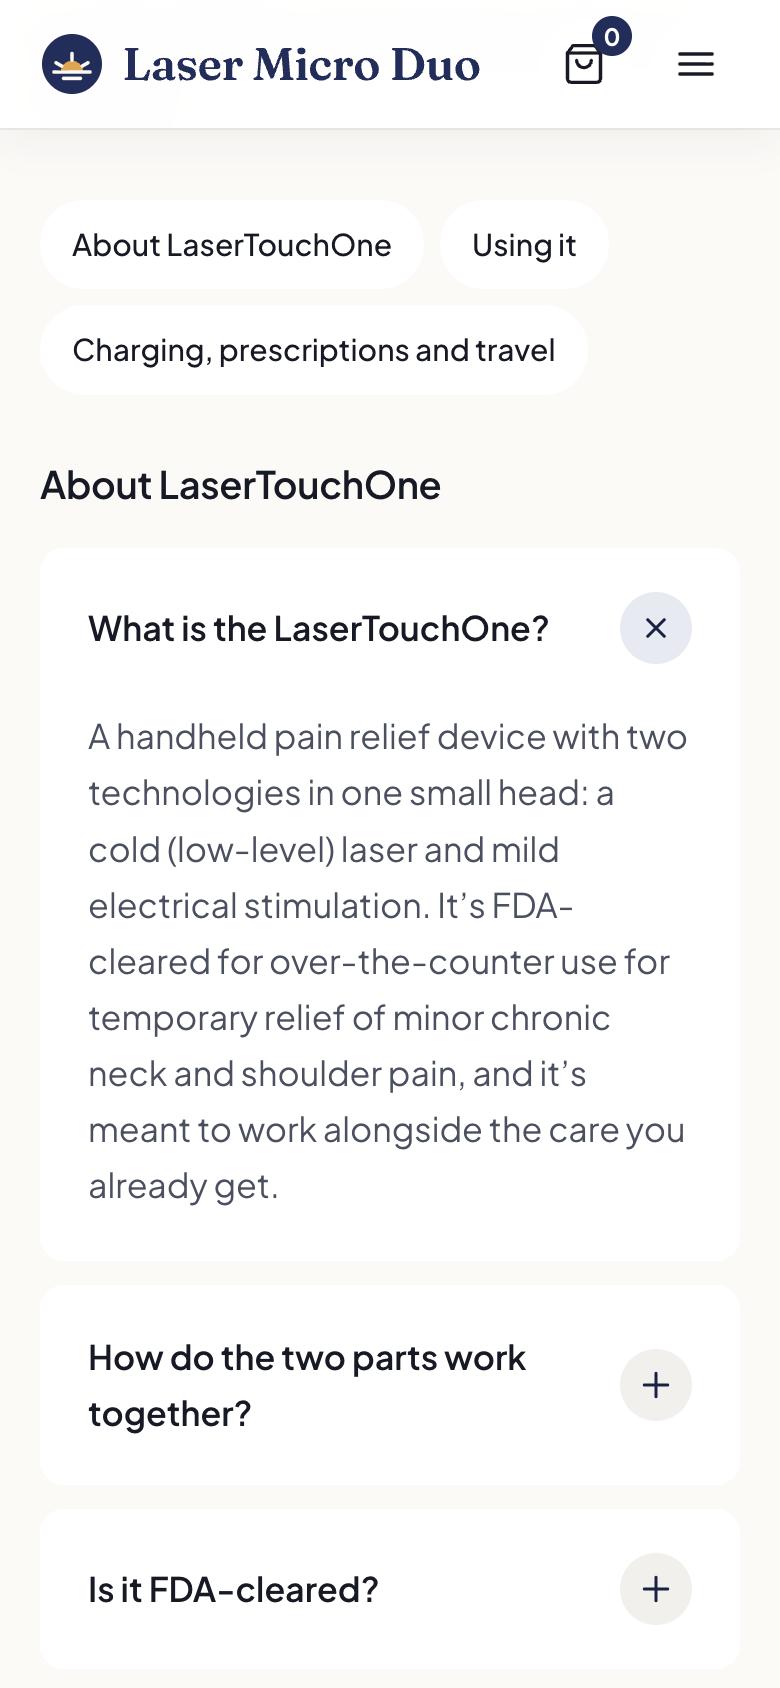 Laser Micro Duo
0
About LaserTouchOne
Using it
Charging, prescriptions and travel
About LaserTouchOne
What is the LaserTouchOne?
A handheld pain relief device with two
technologies in one small head: a
cold (low-level) laser and mild
electrical stimulation. It’s FDA-
cleared for over-the-counter use for
temporary relief of minor chronic
neck and shoulder pain, and it’s
meant to work alongside the care you
already get.
How do the two parts work
together?
Is it FDA-cleared?